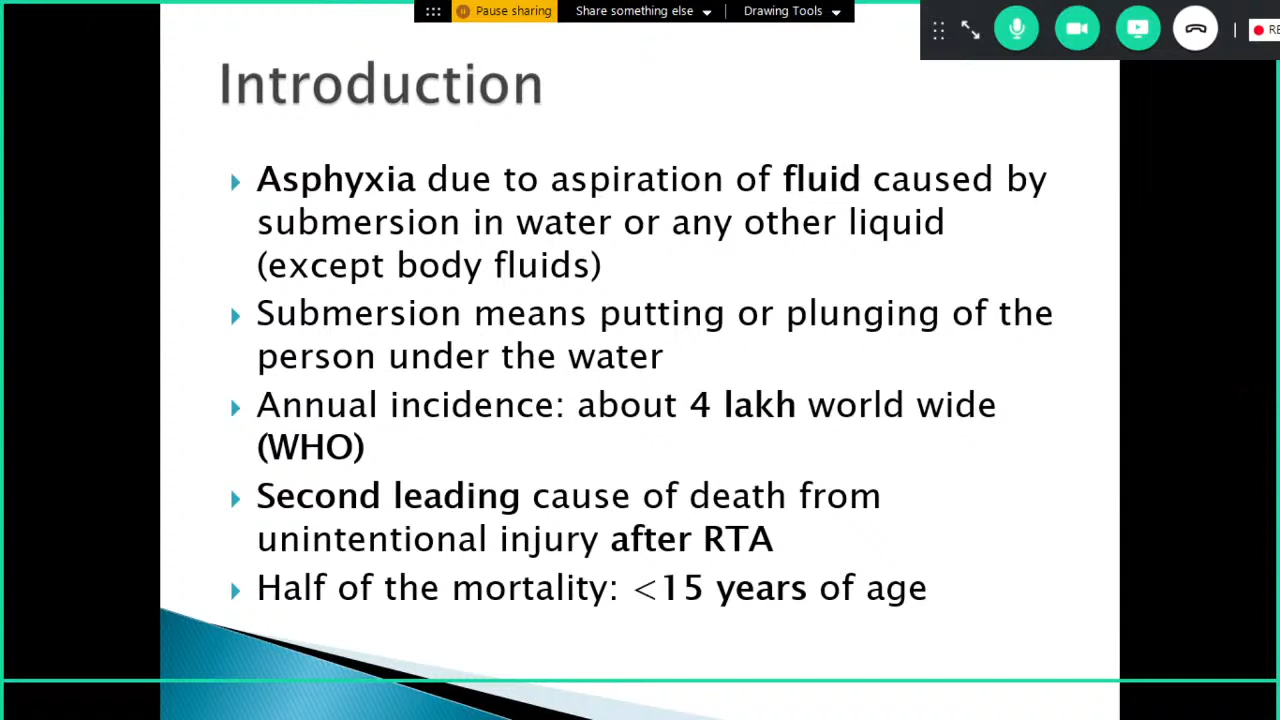 Pause sharing Share something else Drawing Tools
RE
Introduction
Asphyxia due to aspiration of fluid caused by
submersion in water or any other liquid
(except body fluids)
Submersion means putting or plunging of the
person under the water
Annual incidence: about 4 lakh world wide
(WHO)
Second leading cause of death from
unintentional injury after RTA
Half of the mortality: <15 years of age